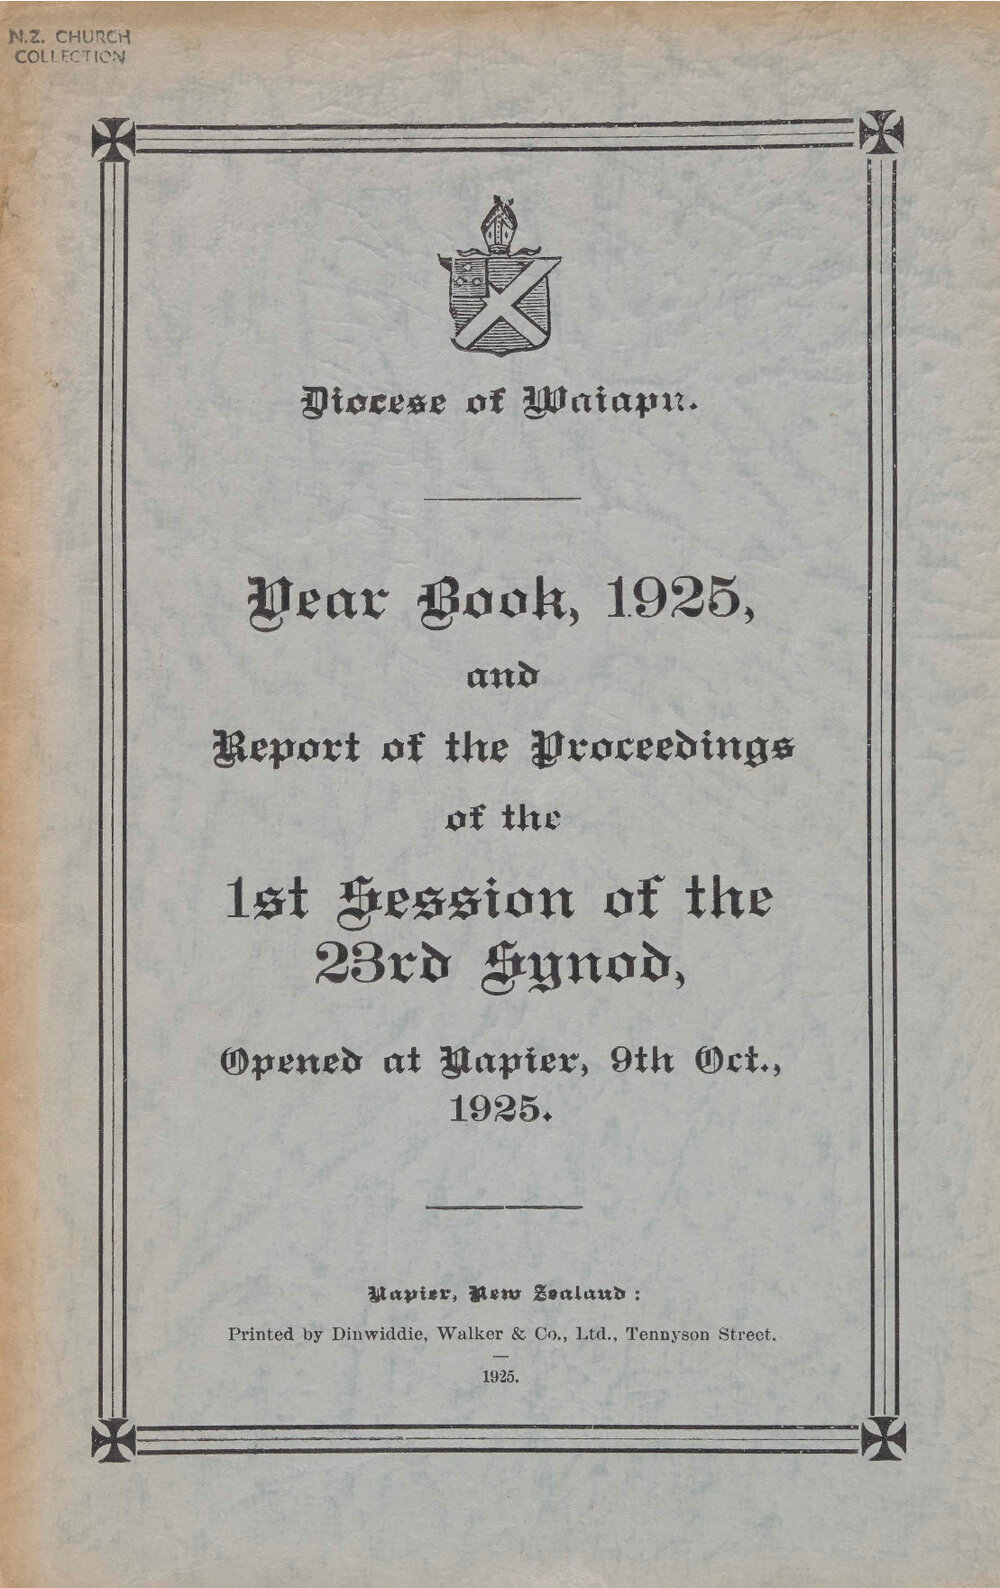 N.Z. CHURCH
COLLECTION
Diocese of Waiapu.
Year Book, 1925,
and
Report of the Proceedings
of the
1st Session of the
23rd Synod,
Opened at Napier, 9th Oct.,
1925.
Napier, New Zealand:
Printed by Dinwiddie, Walker & Co., Ltd., Tennyson Street.
1925.